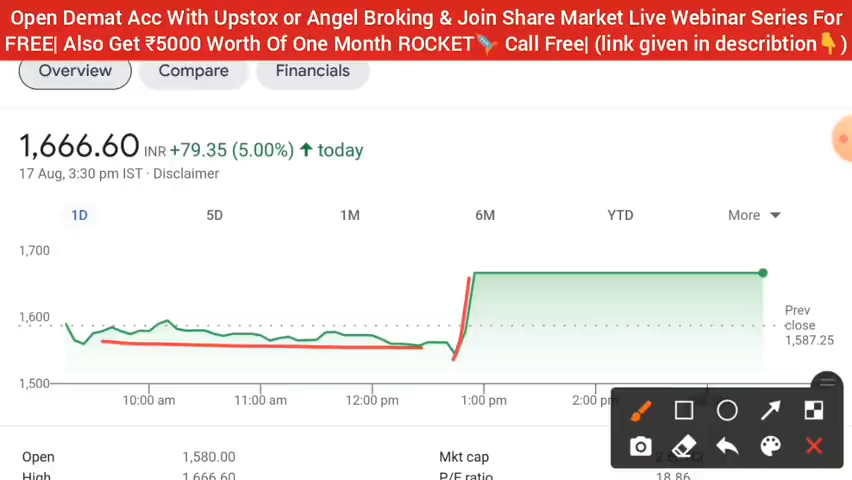 Open Demat Acc With Upstox or Angel Broking & Join Share Market Live Webinar Series For
FREE| Also Get ₹5000 Worth Of One Month ROCKET🚀 Call Free| (link given in describtion👇)
Overview Compare Financials
1,666.60 INR +79.35 (5.00%) ↑ today
17 Aug, 3:30 pm IST · Disclaimer
1D 5D 1M 6M YTD More
1,700
1,600
1,500
Prev
close
1,587.25
10:00 am 11:00 am 12:00 pm 1:00 pm 2:00 pm
Open 1,580.00 Mkt cap
High 1,666.60 P/E ratio 18.86